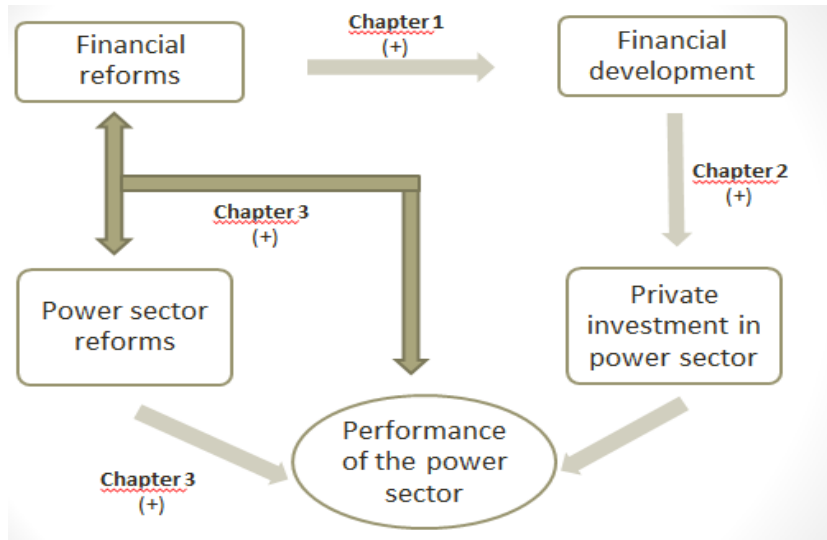 Chapter 1
(+)
Financial
reforms
Financial
development
Chapter 2
(+)
Chapter 3
(+)
Power sector
reforms
Private
investment in
power sector
Performance
of the power
sector
Chapter 3
(+)